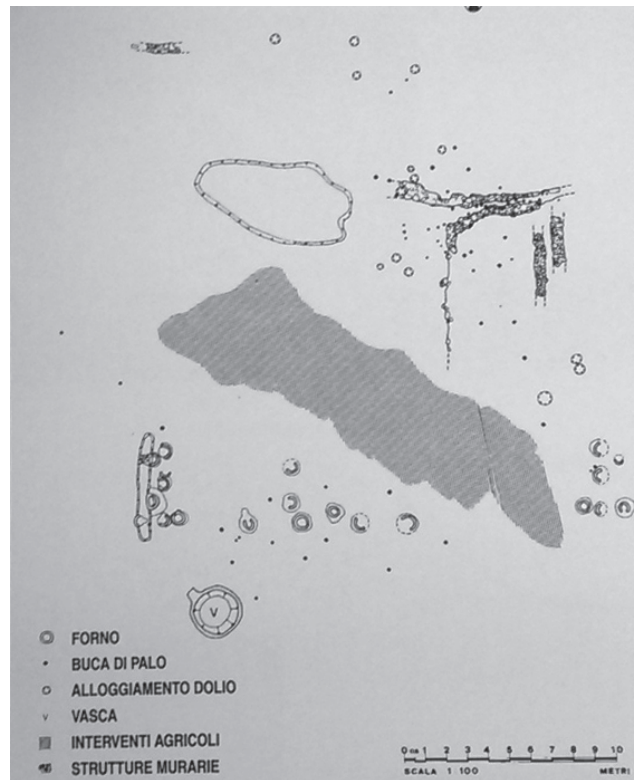 V
FORNO
BUCA DI PALO
ALLOGGIAMENTO DOLIO
V VASCA
INTERVENTI AGRICOLI
STRUTTURE MURARIE
0 1 2 3 4 5 6 7 8 9 10
SCALA 1 100 METRI